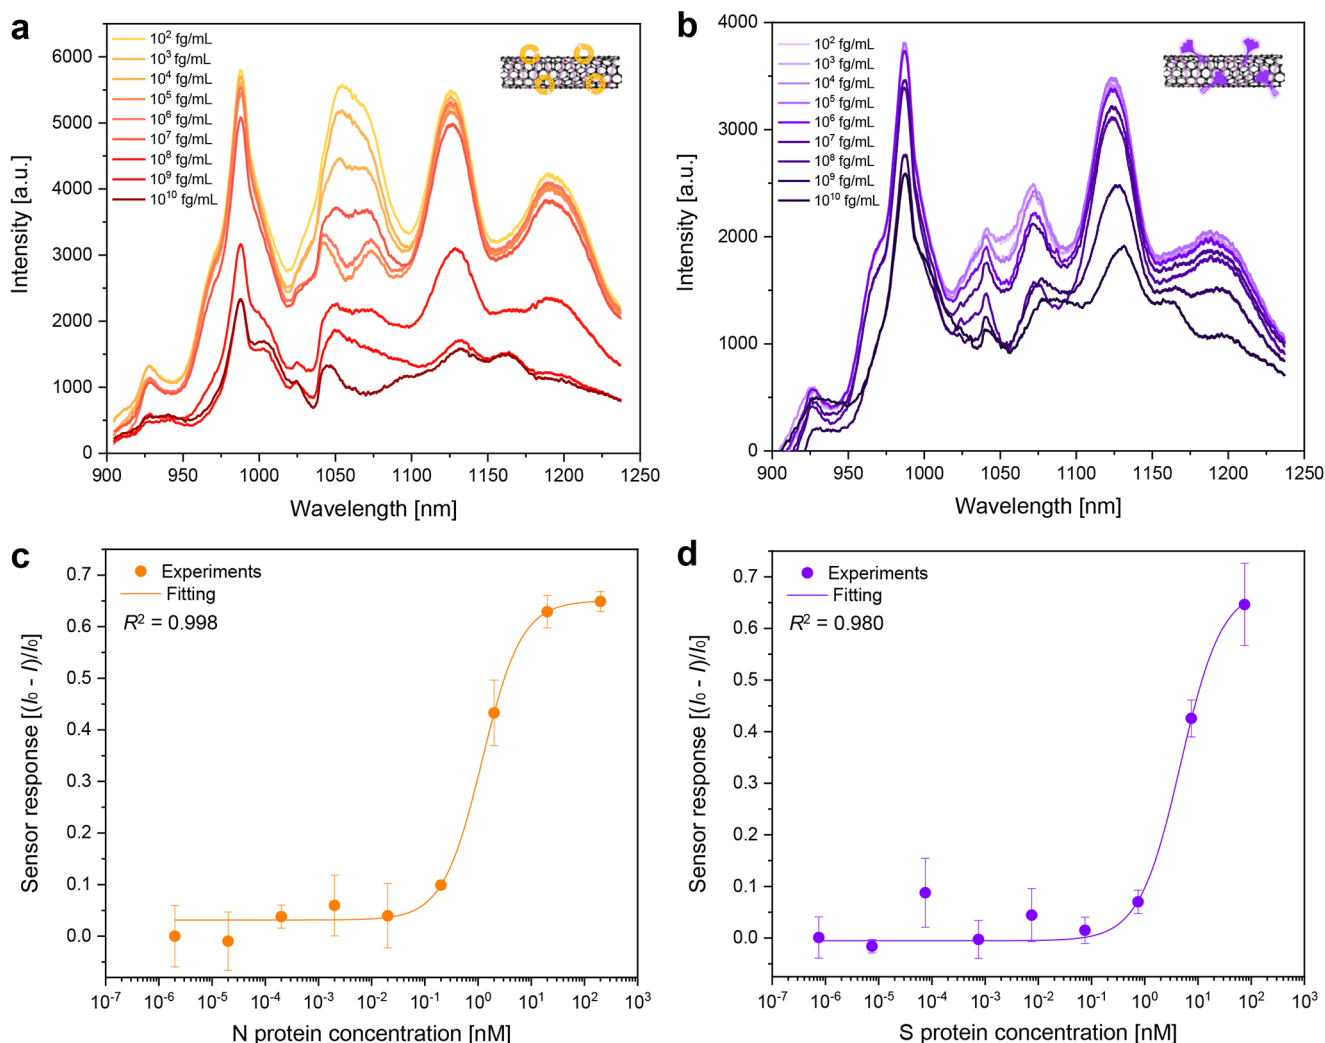 a
6000
5000
4000
3000
2000
1000
0
Intensity [a.u.]
10² fg/mL
10³ fg/mL
10⁴ fg/mL
10⁵ fg/mL
10⁶ fg/mL
10⁷ fg/mL
10⁸ fg/mL
10⁹ fg/mL
10¹⁰ fg/mL
900 950 1000 1050 1100 1150 1200 1250
Wavelength [nm]
b
4000
3000
2000
1000
0
Intensity [a.u.]
10² fg/mL
10³ fg/mL
10⁴ fg/mL
10⁵ fg/mL
10⁶ fg/mL
10⁷ fg/mL
10⁸ fg/mL
10⁹ fg/mL
10¹⁰ fg/mL
900 950 1000 1050 1100 1150 1200 1250
Wavelength [nm]
c
0.7
0.6
0.5
0.4
0.3
0.2
0.1
0.0
Sensor response [(I₀ - I)/I₀]
Experiments
Fitting
R² = 0.998
10⁻⁷ 10⁻⁶ 10⁻⁵ 10⁻⁴ 10⁻³ 10⁻² 10⁻¹ 10⁰ 10¹ 10² 10³
N protein concentration [nM]
d
0.7
0.6
0.5
0.4
0.3
0.2
0.1
0.0
Sensor response [(I₀ - I)/I₀]
Experiments
Fitting
R² = 0.980
10⁻⁷ 10⁻⁶ 10⁻⁵ 10⁻⁴ 10⁻³ 10⁻² 10⁻¹ 10⁰ 10¹ 10² 10³
S protein concentration [nM]